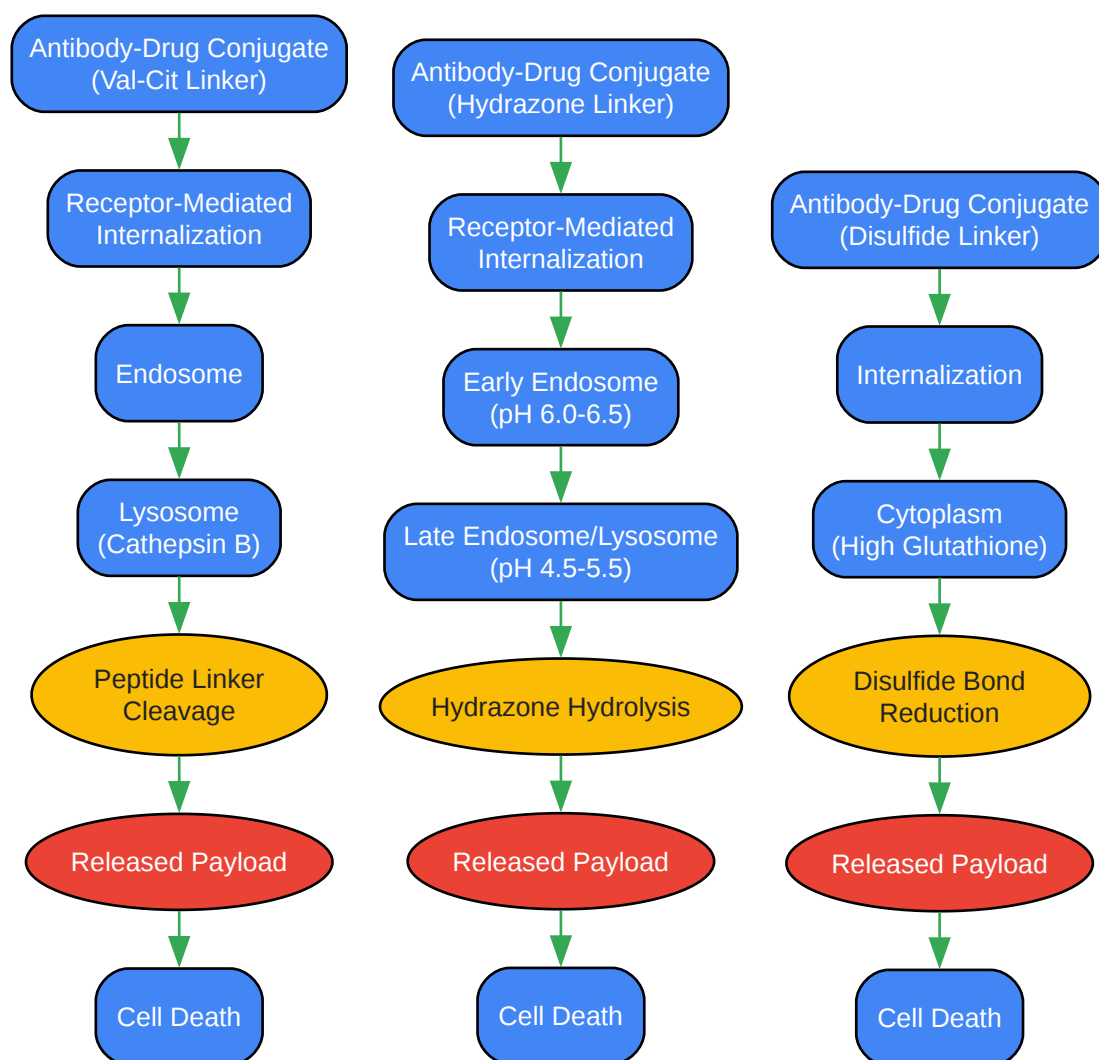 Antibody-Drug Conjugate
(Val-Cit Linker)
Receptor-Mediated
Internalization
Endosome
Lysosome
(Cathepsin B)
Peptide Linker
Cleavage
Released Payload
Cell Death
Antibody-Drug Conjugate
(Hydrazone Linker)
Receptor-Mediated
Internalization
Early Endosome
(pH 6.0-6.5)
Late Endosome/Lysosome
(pH 4.5-5.5)
Hydrazone Hydrolysis
Released Payload
Cell Death
Antibody-Drug Conjugate
(Disulfide Linker)
Internalization
Cytoplasm
(High Glutathione)
Disulfide Bond
Reduction
Released Payload
Cell Death